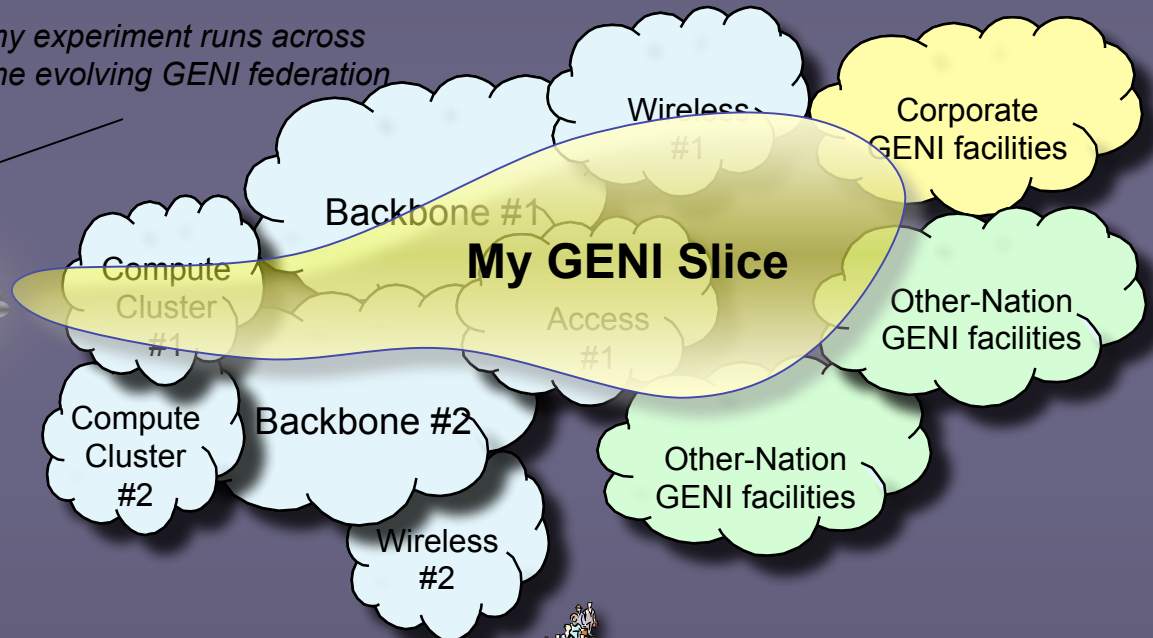 my experiment runs across
the evolving GENI federation
Wireless
#1
Corporate
GENI facilities
Backbone #1
My GENI Slice
Compute
Cluster
#1
Access
#1
Other-Nation
GENI facilities
Compute
Cluster
#2
Backbone #2
Other-Nation
GENI facilities
Wireless
#2